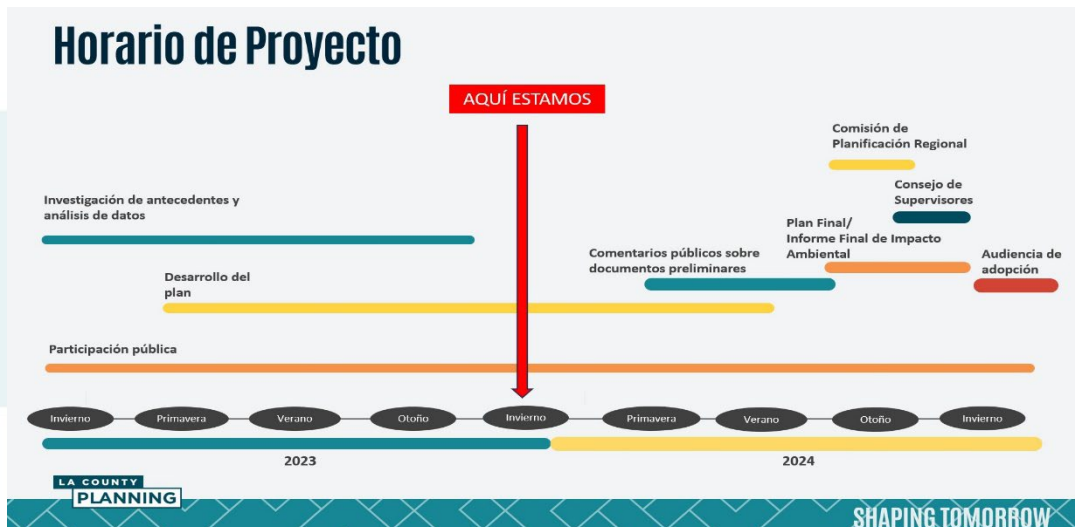 Horario de Proyecto
AQUÍ ESTAMOS
Comisión de
Planificación Regional
Consejo de
Supervisores
Investigación de antecedentes y
análisis de datos
Plan Final/
Informe Final de Impacto
Ambiental
Comentarios públicos sobre
documentos preliminares
Audiencia de
adopción
Desarrollo del
plan
Participación pública
Invierno Primavera Verano Otoño Invierno Primavera Verano Otoño Invierno
2023 2024
LA COUNTY
PLANNING
SHAPING TOMORROW